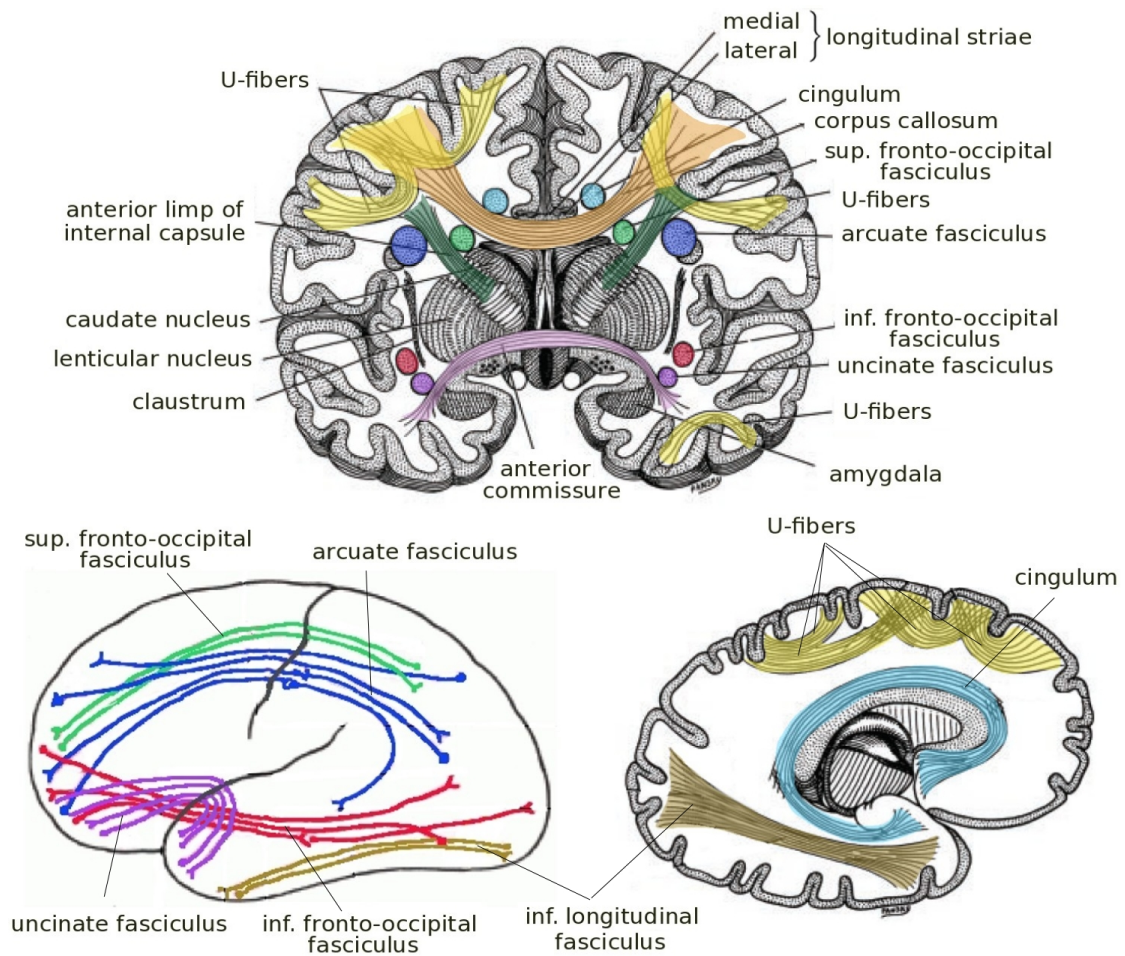 medial
lateral
longitudinal striae
U-fibers
cingulum
corpus callosum
sup. fronto-occipital
fasciculus
U-fibers
anterior limp of
internal capsule
arcuate fasciculus
caudate nucleus
inf. fronto-occipital
fasciculus
lenticular nucleus
uncinate fasciculus
claustrum
U-fibers
anterior
commissure
amygdala
sup. fronto-occipital
fasciculus
arcuate fasciculus
U-fibers
cingulum
uncinate fasciculus
inf. fronto-occipital
fasciculus
inf. longitudinal
fasciculus